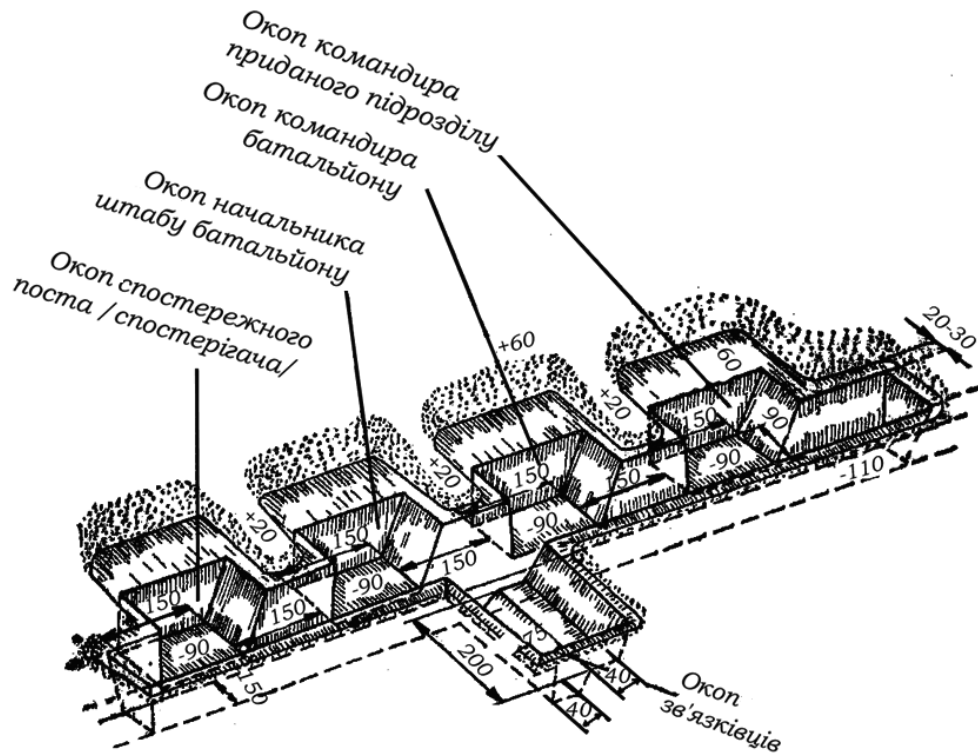 Окоп командира
приданого підрозділу
Окоп командира
батальйону
Окоп начальника
штабу батальйону
Окоп спостережного
поста /спостерігача/
20-30
+60
60
+20
150
90
-90
-110
+20
150
150
-90
+20
150
-90
150
150
150
-90
150
75
200
40
40
Окоп
зв'язківців